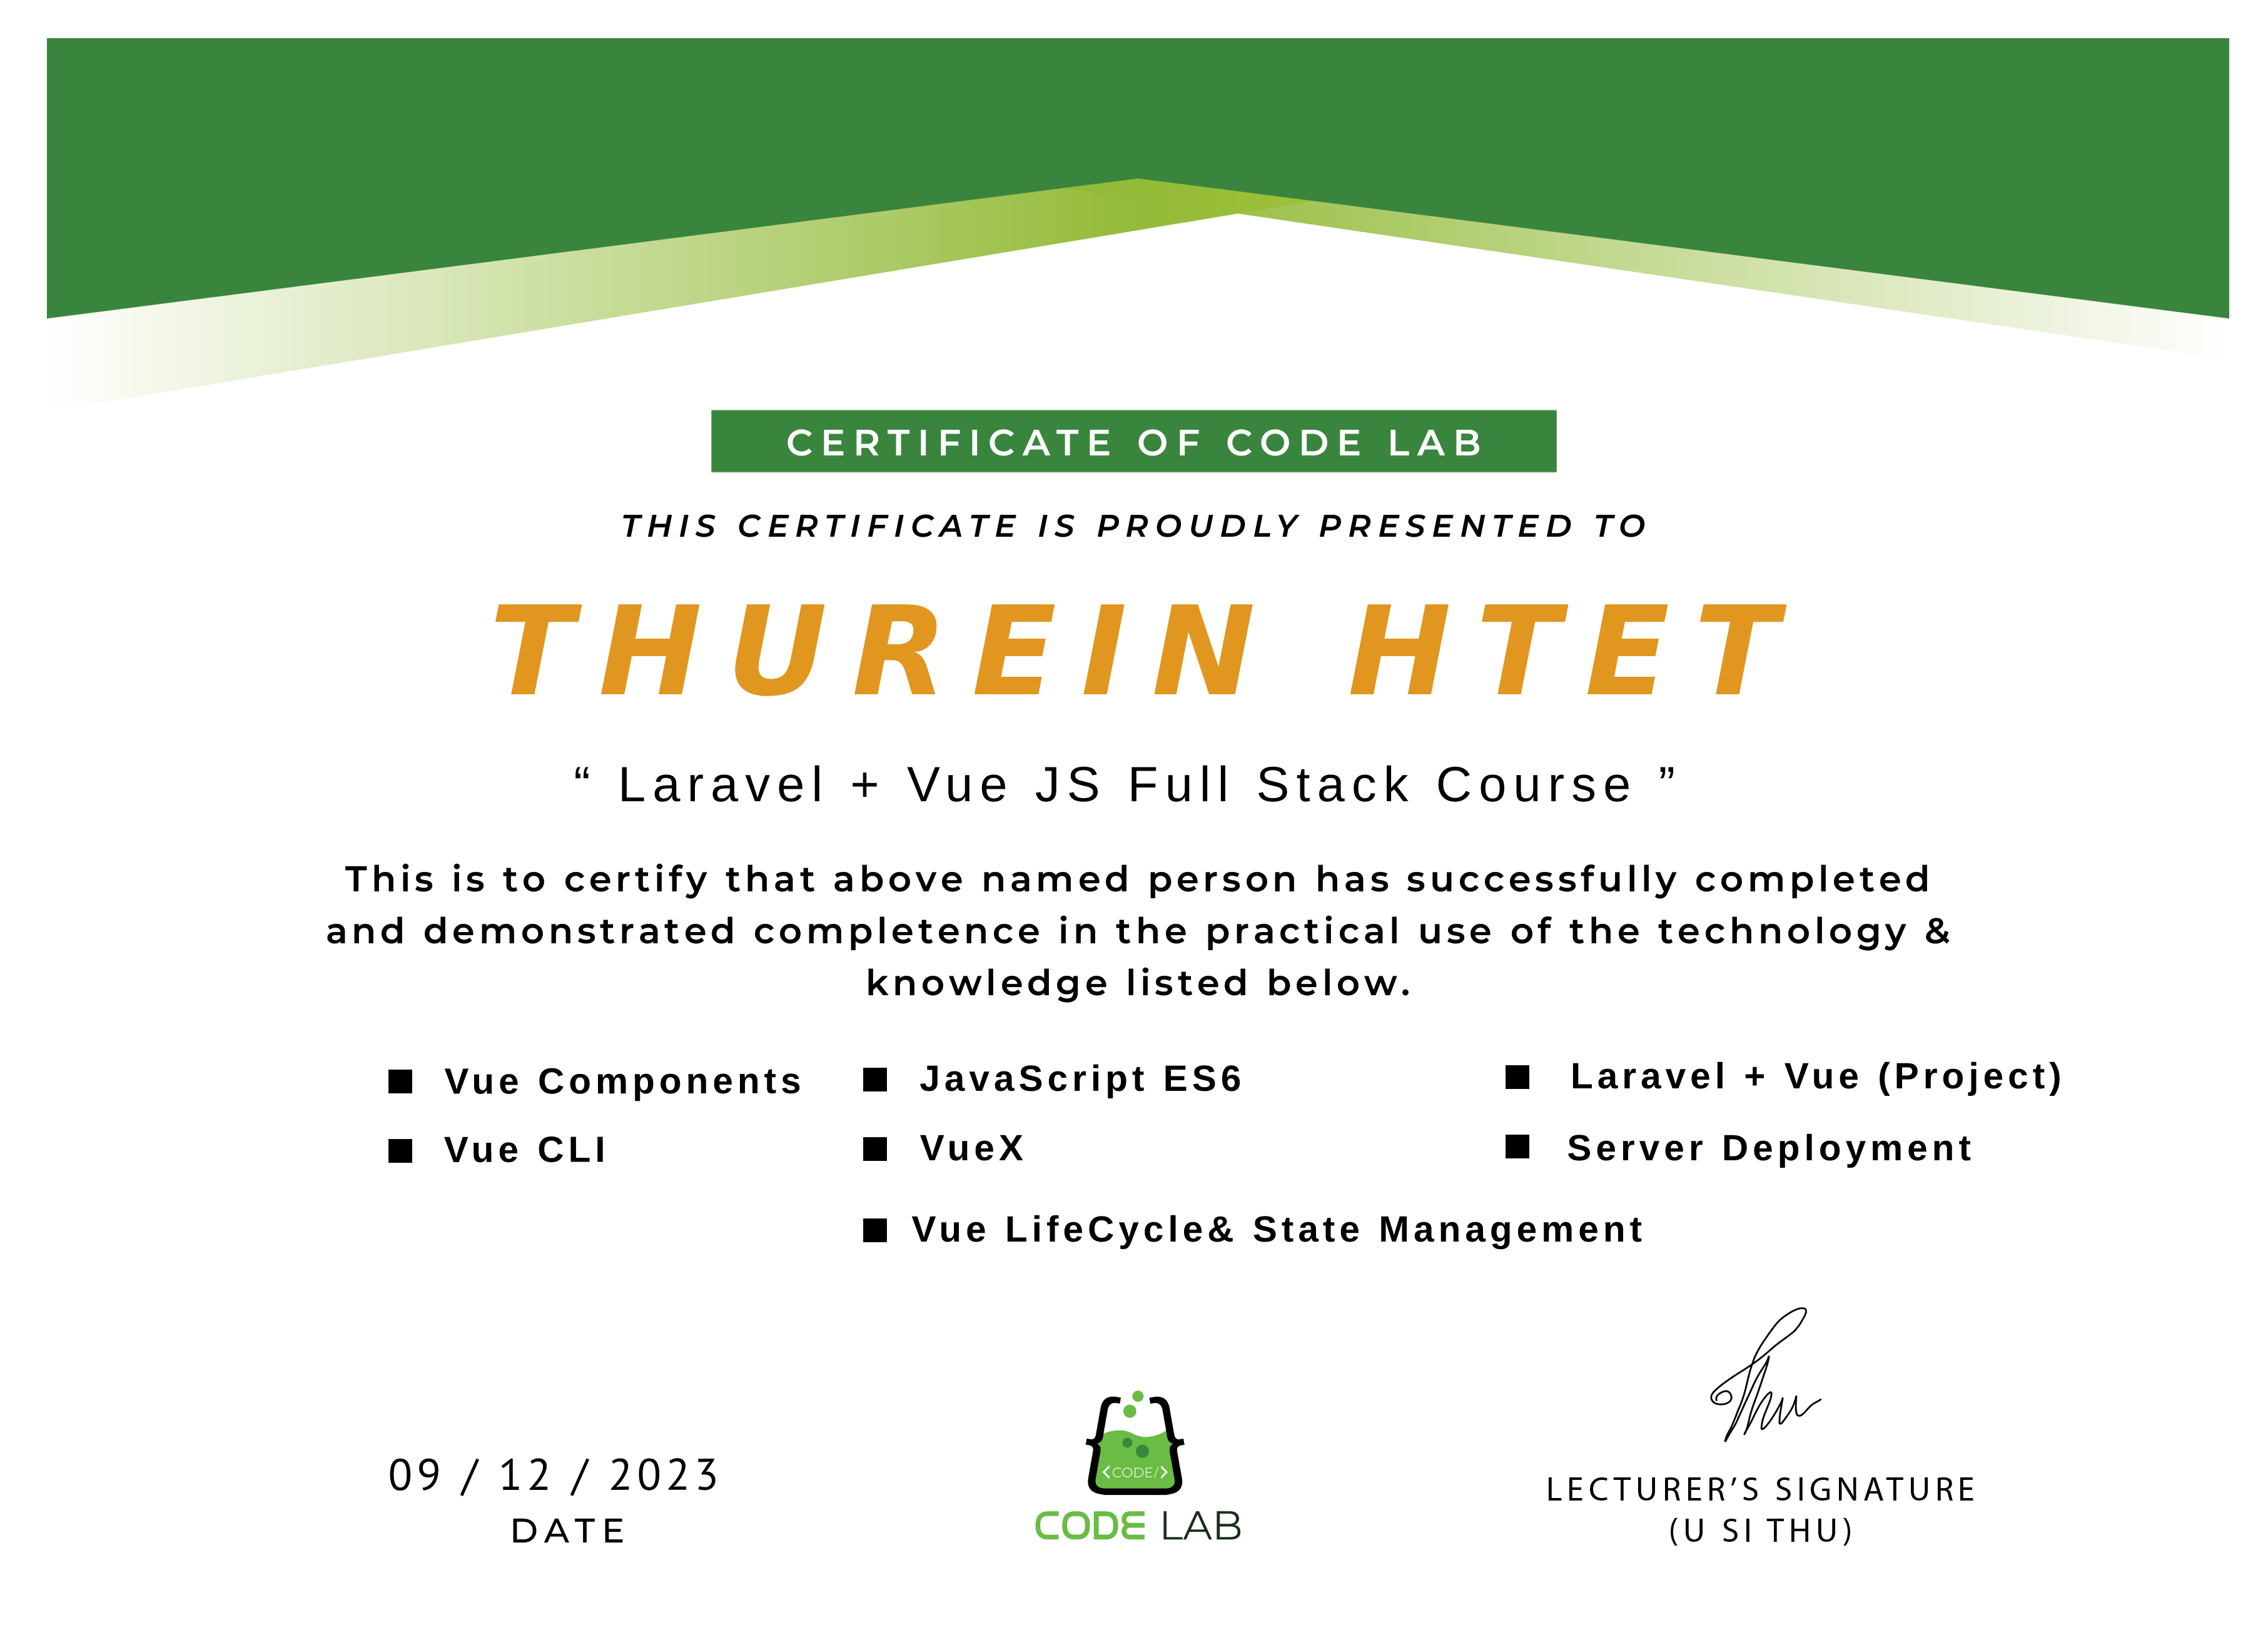 CERTIFICATE OF CODE LAB
THIS CERTIFICATE IS PROUDLY PRESENTED TO
THUREIN HTET
“ Laravel + Vue JS Full Stack Course ”
This is to certify that above named person has successfully completed
and demonstrated completence in the practical use of the technology &
knowledge listed below.
■ Vue Components
■ Vue CLI
■ JavaScript ES6
■ VueX
■ Vue LifeCycle& State Management
■ Laravel + Vue (Project)
■ Server Deployment
09 / 12 / 2023
DATE
<CODE/>
CODE LAB
Thu
LECTURER’S SIGNATURE
(U SI THU)